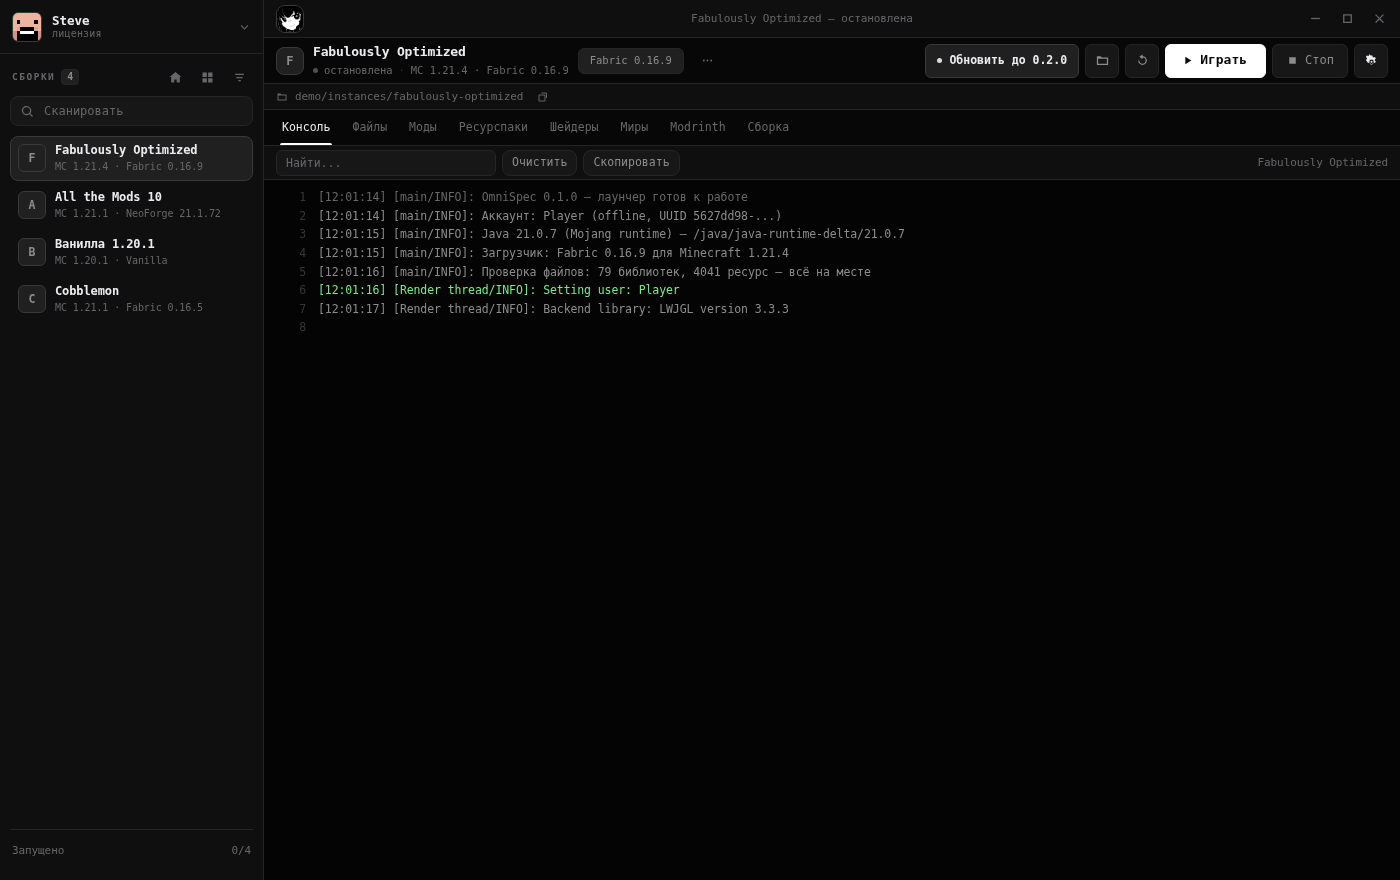 Steve
лицензия
СБОРКИ 4
Сканировать
F
Fabulously Optimized
MC 1.21.4 · Fabric 0.16.9
A
All the Mods 10
MC 1.21.1 · NeoForge 21.1.72
В
Ванилла 1.20.1
MC 1.20.1 · Vanilla
C
Cobblemon
MC 1.21.1 · Fabric 0.16.5
Запущено 0/4
Fabulously Optimized — остановлена
F
Fabulously Optimized
остановлена · MC 1.21.4 · Fabric 0.16.9
Fabric 0.16.9
Обновить до 0.2.0
Играть
Стоп
demo/instances/fabulously-optimized
Консоль Файлы Моды Ресурспаки Шейдеры Миры Modrinth Сборка
Найти... Очистить Скопировать Fabulously Optimized
1 [12:01:14] [main/INFO]: OmniSpec 0.1.0 — лаунчер готов к работе
2 [12:01:14] [main/INFO]: Аккаунт: Player (offline, UUID 5627dd98-...)
3 [12:01:15] [main/INFO]: Java 21.0.7 (Mojang runtime) — /java/java-runtime-delta/21.0.7
4 [12:01:15] [main/INFO]: Загрузчик: Fabric 0.16.9 для Minecraft 1.21.4
5 [12:01:16] [main/INFO]: Проверка файлов: 79 библиотек, 4041 ресурс — всё на месте
6 [12:01:16] [Render thread/INFO]: Setting user: Player
7 [12:01:17] [Render thread/INFO]: Backend library: LWJGL version 3.3.3
8